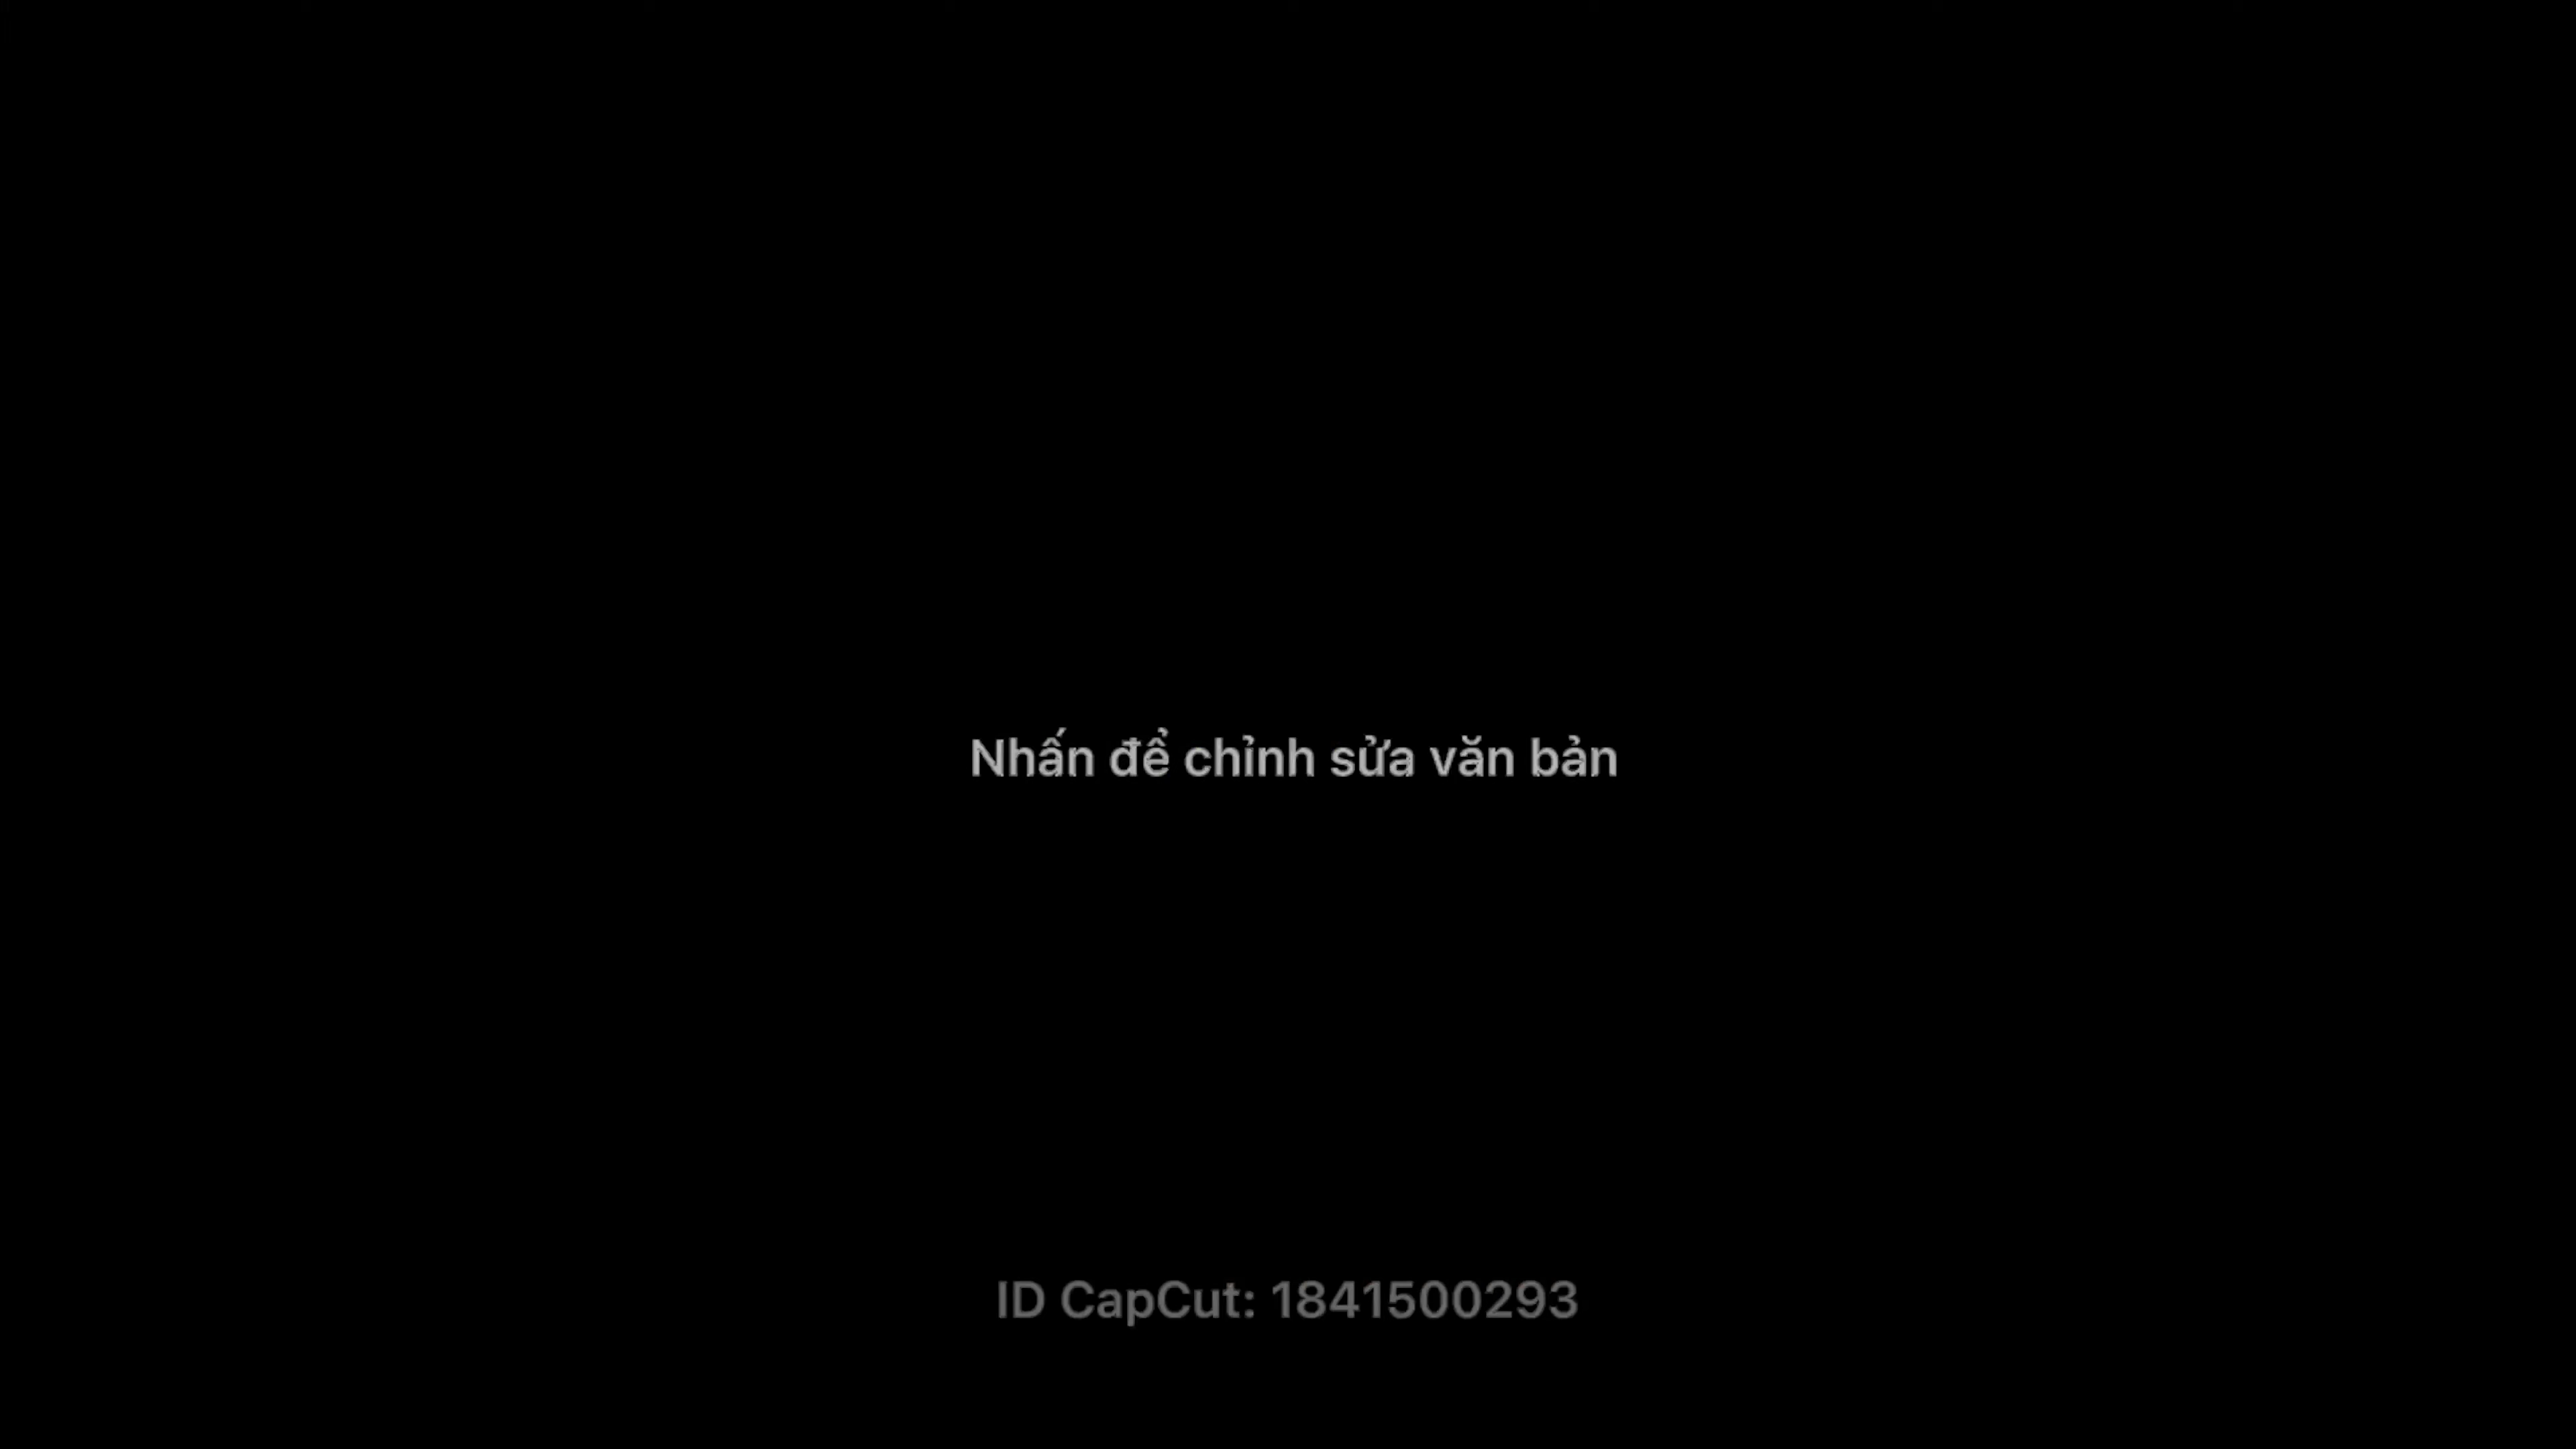 Nhấn để chỉnh sửa văn bản
ID CapCut: 1841500293